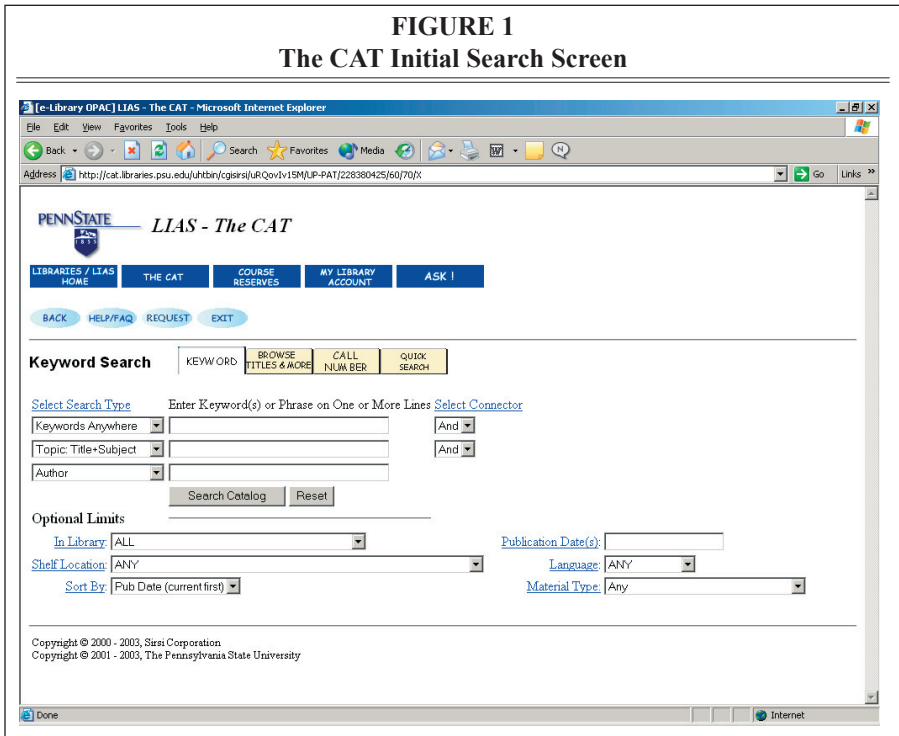 FIGURE 1
The CAT Initial Search Screen
[e-Library OPAC] LIAS - The CAT - Microsoft Internet Explorer
File Edit View Favorites Tools Help
Back Search Favorites Media
Address http://cat.libraries.psu.edu/uhtbin/cgisirsi/uRQovIv15M/UP-PAT/228380425/60/70/X Go Links »
PENNSTATE
1855
LIAS - The CAT
LIBRARIES / LIAS HOME THE CAT COURSE RESERVES MY LIBRARY ACCOUNT ASK !
BACK HELP/FAQ REQUEST EXIT
Keyword Search KEYWORD BROWSE TITLES & MORE CALL NUMBER QUICK SEARCH
Select Search Type Enter Keyword(s) or Phrase on One or More Lines Select Connector
Keywords Anywhere And
Topic: Title+Subject And
Author
Search Catalog Reset
Optional Limits
In Library: ALL Publication Date(s):
Shelf Location: ANY Language: ANY
Sort By: Pub Date (current first) Material Type: Any
Copyright © 2000 - 2003, Sirsi Corporation
Copyright © 2001 - 2003, The Pennsylvania State University
Done Internet